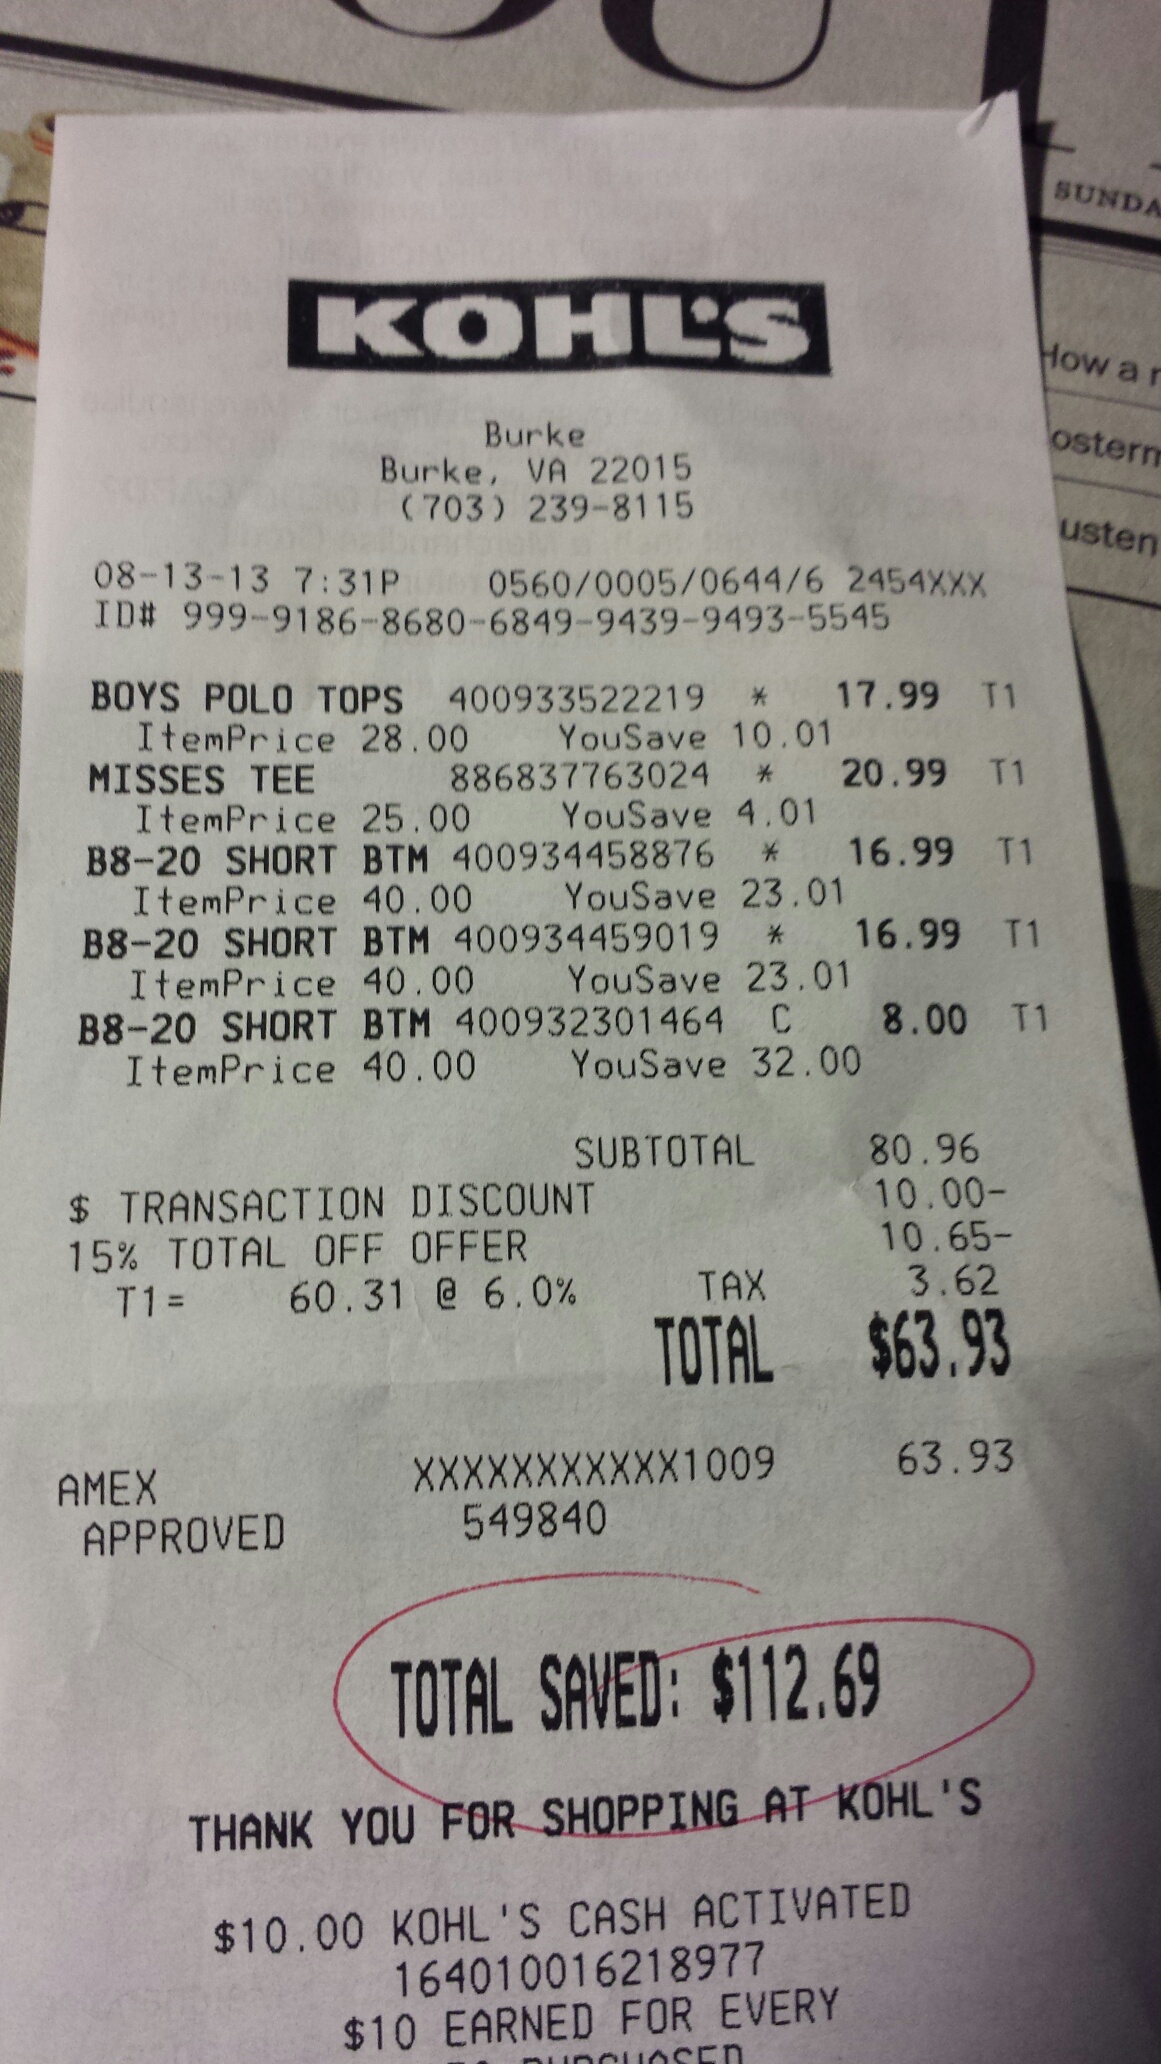 SUNDA
How a
osterm
usten
KOHL'S
Burke
Burke, VA 22015
(703) 239-8115
08-13-13 7:31P 0560/0005/0644/6 2454XXX
ID# 999-9186-8680-6849-9439-9493-5545
BOYS POLO TOPS 400933522219 * 17.99 T1
ItemPrice 28.00 YouSave 10.01
MISSES TEE 886837763024 * 20.99 T1
ItemPrice 25.00 YouSave 4.01
B8-20 SHORT BTM 400934458876 * 16.99 T1
ItemPrice 40.00 YouSave 23.01
B8-20 SHORT BTM 400934459019 * 16.99 T1
ItemPrice 40.00 YouSave 23.01
B8-20 SHORT BTM 400932301464 C 8.00 T1
ItemPrice 40.00 YouSave 32.00
SUBTOTAL 80.96
$ TRANSACTION DISCOUNT 10.00-
15% TOTAL OFF OFFER 10.65-
T1= 60.31 @ 6.0% TAX 3.62
TOTAL $63.93
AMEX XXXXXXXXXXX1009 63.93
APPROVED 549840
TOTAL SAVED: $112.69
THANK YOU FOR SHOPPING AT KOHL'S
$10.00 KOHL'S CASH ACTIVATED
164010016218977
$10 EARNED FOR EVERY
PURCHASED